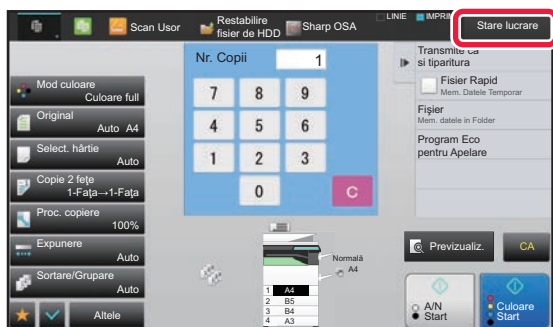 Scan Usor
Restabilire
fisier de HDD
Sharp OSA
LINIE
IMPRI
Stare lucrare
Nr. Copii
1
7 8 9
4 5 6
1 2 3
0 C
Mod culoare
Culoare full
Original
Auto A4
Select. hârtie
Auto
Copie 2 feţe
1-Faţa→1-Faţa
Proc. copiere
100%
Expunere
Auto
Sortare/Grupare
Auto
Altele
Normală
A4
1 A4
2 B5
3 B4
4 A3
Transmite ca
si tiparitura
Fisier Rapid
Mem. Datele Temporar
Fişier
Mem. datele in Folder
Program Eco
pentru Apelare
Previzualiz.
CA
A/N
Start
Culoare
Start